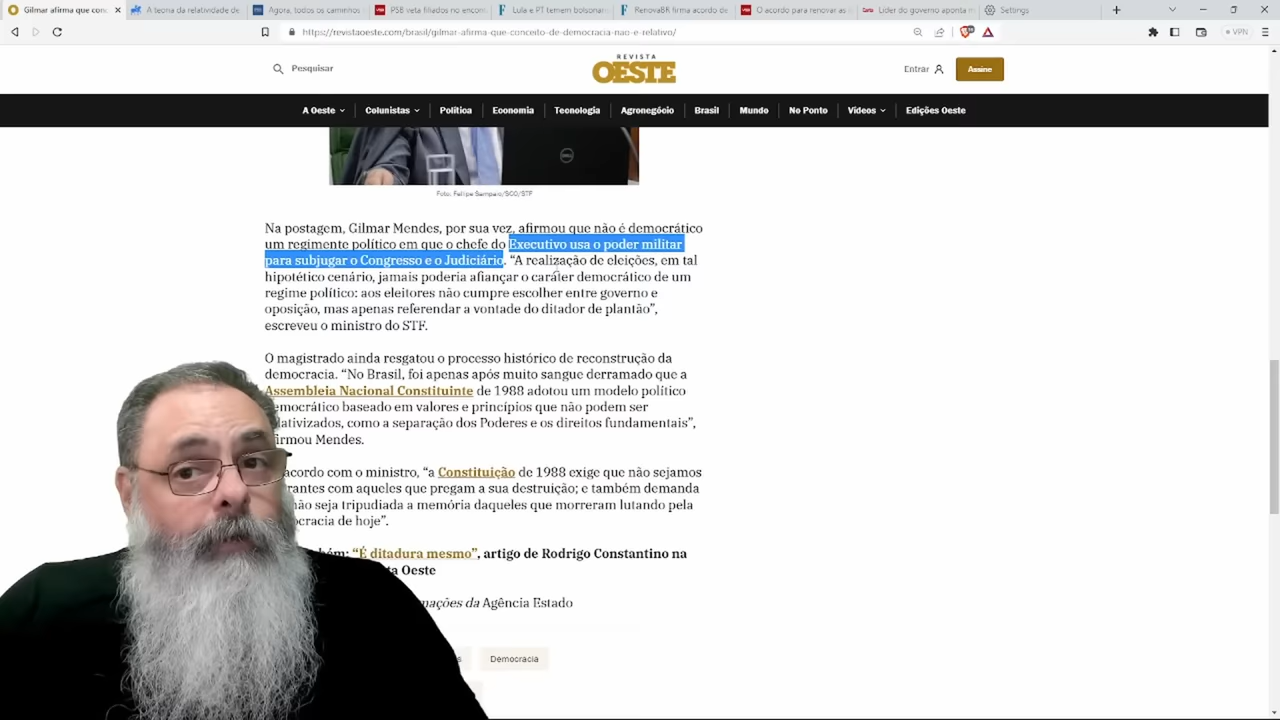 Gilmar afirma que conc
A teoria da relatividade de
Agora, todos os caminhos
PSB veta filiados no encon
Lula e PT temem bolsonar
RenovaBR firma acordo de
O acordo para renovar as
Líder do governo aponta m
Settings
https://revistaoeste.com/brasil/gilmar-afirma-que-conceito-de-democracia-nao-e-relativo/
VPN
Pesquisar
REVISTA
OESTE
Entrar
Assine
A Oeste
Colunistas
Política
Economia
Tecnologia
Agronegócio
Brasil
Mundo
No Ponto
Vídeos
Edições Oeste
DELL
Foto: Fellipe Sampaio/SCO/STF
Na postagem, Gilmar Mendes, por sua vez, afirmou que não é democrático
um regimente político em que o chefe do Executivo usa o poder militar
para subjugar o Congresso e o Judiciário. “A realização de eleições, em tal
hipotético cenário, jamais poderia afiançar o caráter democrático de um
regime político: aos eleitores não cumpre escolher entre governo e
oposição, mas apenas referendar a vontade do ditador de plantão”,
escreveu o ministro do STF.
O magistrado ainda resgatou o processo histórico de reconstrução da
democracia. “No Brasil, foi apenas após muito sangue derramado que a
Assembleia Nacional Constituinte de 1988 adotou um modelo político
emocrático baseado em valores e princípios que não podem ser
lativizados, como a separação dos Poderes e os direitos fundamentais”,
firmou Mendes.
acordo com o ministro, “a Constituição de 1988 exige que não sejamos
rantes com aqueles que pregam a sua destruição; e também demanda
não seja tripudiada a memória daqueles que morreram lutando pela
ocracia de hoje”.
bém: “É ditadura mesmo”, artigo de Rodrigo Constantino na
ta Oeste
mações da Agência Estado
s
Democracia